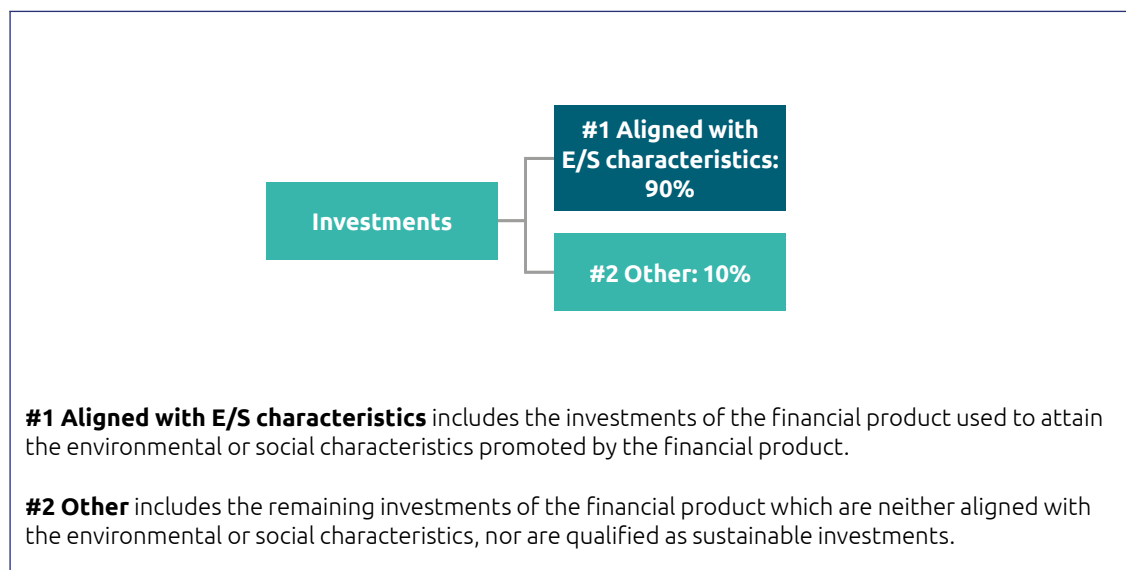 #1 Aligned with
E/S characteristics:
90%
Investments
#2 Other: 10%
#1 Aligned with E/S characteristics includes the investments of the financial product used to attain
the environmental or social characteristics promoted by the financial product.
#2 Other includes the remaining investments of the financial product which are neither aligned with
the environmental or social characteristics, nor are qualified as sustainable investments.